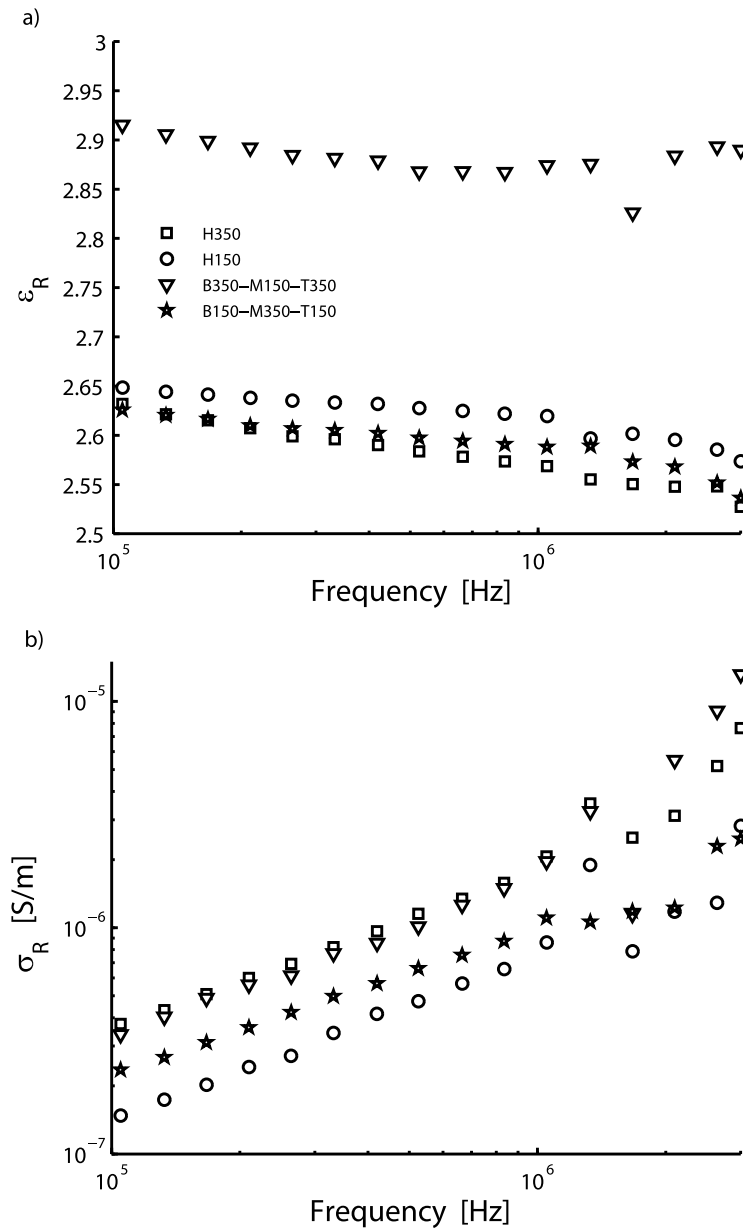 a)
3
2.95
2.9
2.85
2.8
2.75
2.7
2.65
2.6
2.55
2.5
ε_R
H350
H150
B350–M150–T350
B150–M350–T150
10^5
10^6
Frequency [Hz]
b)
10^-5
10^-6
10^-7
σ_R [S/m]
10^5
10^6
Frequency [Hz]